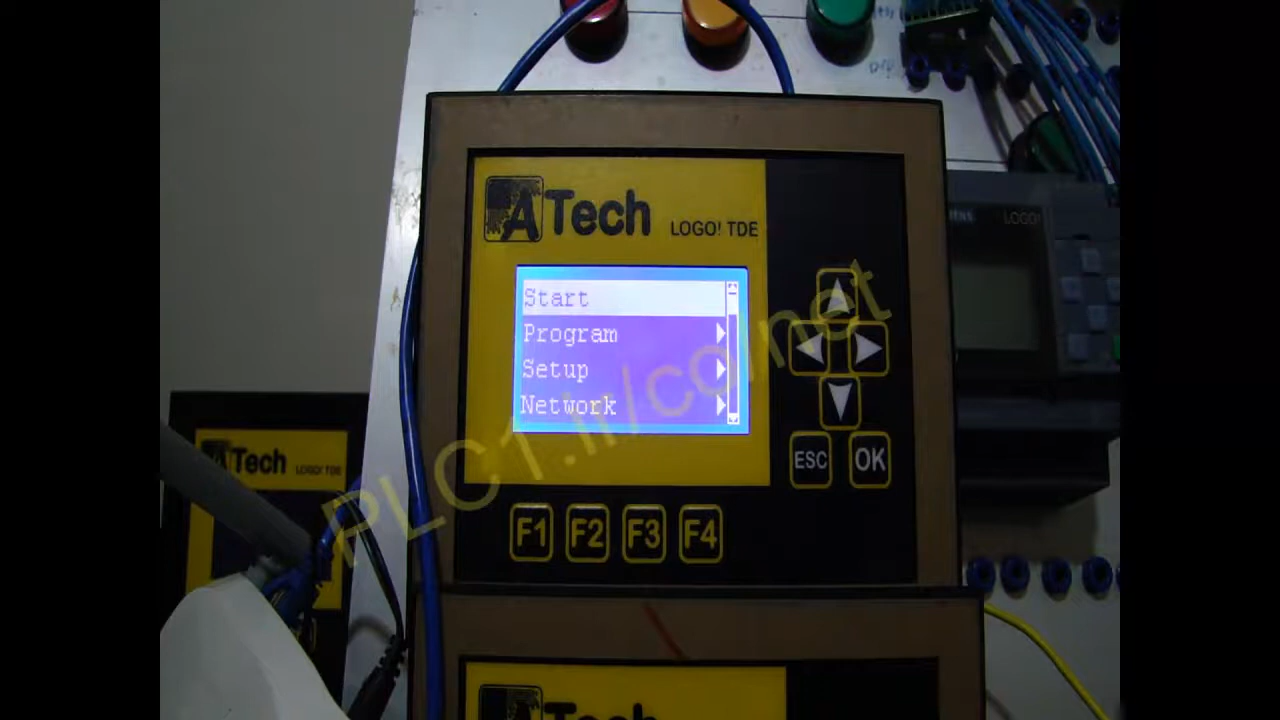 ATech LOGO! TDE
Start
Program
Setup
Network
ESC OK
F1 F2 F3 F4
PLC1.ir/coinet
LOGO!
ATech LOGO! TDE
ATech